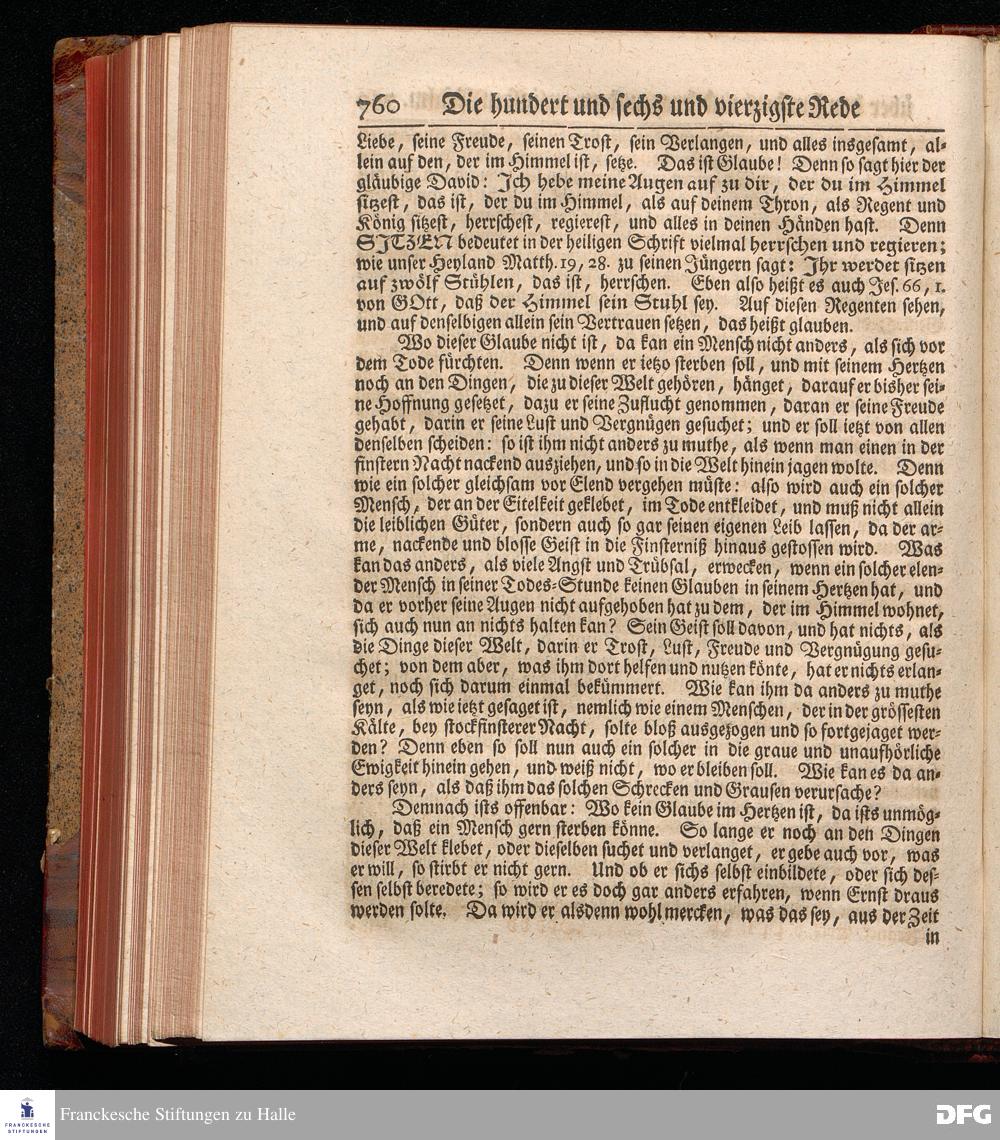 760 Die hundert und sechs und vierzigste Rede
Liebe, seine Freude, seinen Trost, sein Verlangen, und alles insgesamt, al-
lein auf den, der im Himmel ist, setze. Das ist Glaube! Denn so sagt hier der
gläubige David: Ich hebe meine Augen auf zu dir, der du im Himmel
sitzest, das ist, der du im Himmel, als auf deinem Thron, als Regent und
König sitzest, herrschest, regierest, und alles in deinen Händen hast. Denn
SITZEN bedeutet in der heiligen Schrift vielmal herrschen und regieren;
wie unser Heyland Matth. 19, 28. zu seinen Jüngern sagt: Ihr werdet sitzen
auf zwölf Stühlen, das ist, herrschen. Eben also heißt es auch Jes. 66, 1.
von GOtt, daß der Himmel sein Stuhl sey. Auf diesen Regenten sehen,
und auf denselbigen allein sein Vertrauen setzen, das heißt glauben.
Wo dieser Glaube nicht ist, da kan ein Mensch nicht anders, als sich vor
dem Tode fürchten. Denn wenn er ietzo sterben soll, und mit seinem Hertzen
noch an den Dingen, die zu dieser Welt gehören, hänget, darauf er bisher sei-
ne Hoffnung gesetzet, dazu er seine Zuflucht genommen, daran er seine Freude
gehabt, darin er seine Lust und Vergnügen gesuchet; und er soll ietzt von allen
denselben scheiden: so ist ihm nicht anders zu muthe, als wenn man einen in der
finstern Nacht nackend ausziehen, und so in die Welt hinein jagen wolte. Denn
wie ein solcher gleichsam vor Elend vergehen müste: also wird auch ein solcher
Mensch, der an der Eitelkeit geklebet, im Tode entkleidet, und muß nicht allein
die leiblichen Güter, sondern auch so gar seinen eigenen Leib lassen, da der ar-
me, nackende und blosse Geist in die Finsterniß hinaus gestossen wird. Was
kan das anders, als viele Angst und Trübsal, erwecken, wenn ein solcher elen-
der Mensch in seiner Todes-Stunde keinen Glauben in seinem Hertzen hat, und
da er vorher seine Augen nicht aufgehoben hat zu dem, der im Himmel wohnet,
sich auch nun an nichts halten kan? Sein Geist soll davon, und hat nichts, als
die Dinge dieser Welt, darin er Trost, Lust, Freude und Vergnügung gesu-
chet; von dem aber, was ihm dort helfen und nutzen könte, hat er nichts erlan-
get, noch sich darum einmal bekümmert. Wie kan ihm da anders zu muthe
seyn, als wie ietzt gesaget ist, nemlich wie einem Menschen, der in der grössesten
Kälte, bey stockfinsterer Nacht, solte bloß ausgezogen und so fortgejaget wer-
den? Denn eben so soll nun auch ein solcher in die graue und unaufhörliche
Ewigkeit hinein gehen, und weiß nicht, wo er bleiben soll. Wie kan es da an-
ders seyn, als daß ihm das solchen Schrecken und Grausen verursache?
Demnach ists offenbar: Wo kein Glaube im Hertzen ist, da ists unmög-
lich, daß ein Mensch gern sterben könne. So lange er noch an den Dingen
dieser Welt klebet, oder dieselben suchet und verlanget, er gebe auch vor, was
er will, so stirbt er nicht gern. Und ob er sichs selbst einbildete, oder sich des-
sen selbst beredete; so wird er es doch gar anders erfahren, wenn Ernst draus
werden solte. Da wird er alsdenn wohl mercken, was das sey, aus der Zeit
in
FRANCKESCHE
STIFTUNGEN
Franckesche Stiftungen zu Halle
DFG